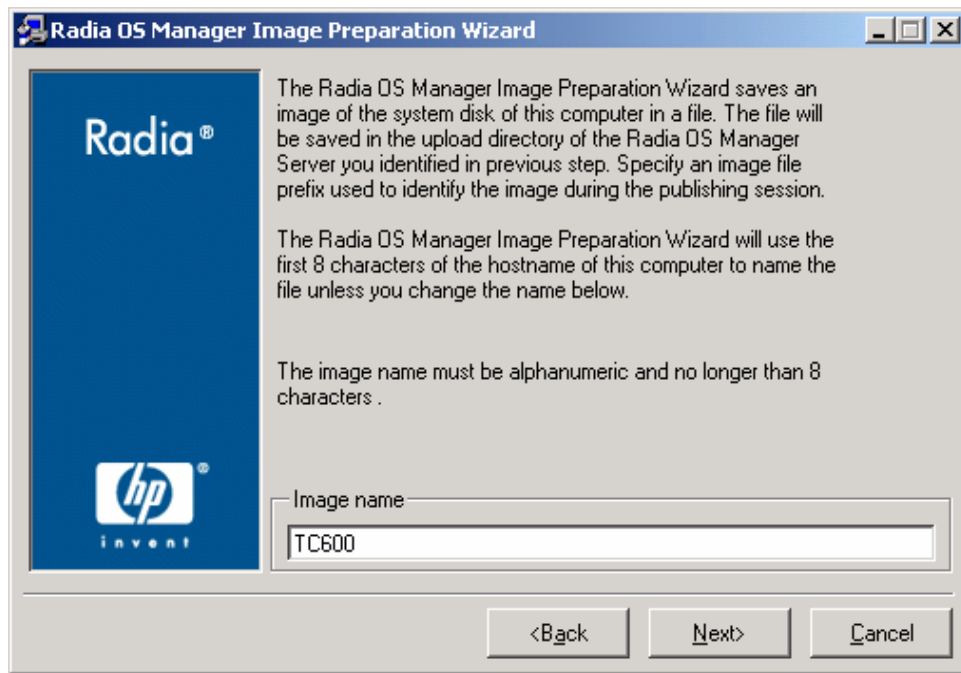 Radia OS Manager Image Preparation Wizard
Radia®
The Radia OS Manager Image Preparation Wizard saves an
image of the system disk of this computer in a file. The file will
be saved in the upload directory of the Radia OS Manager
Server you identified in previous step. Specify an image file
prefix used to identify the image during the publishing session.
The Radia OS Manager Image Preparation Wizard will use the
first 8 characters of the hostname of this computer to name the
file unless you change the name below.
The image name must be alphanumeric and no longer than 8
characters .
hp®
invent
Image name
TC600
<Back
Next>
Cancel